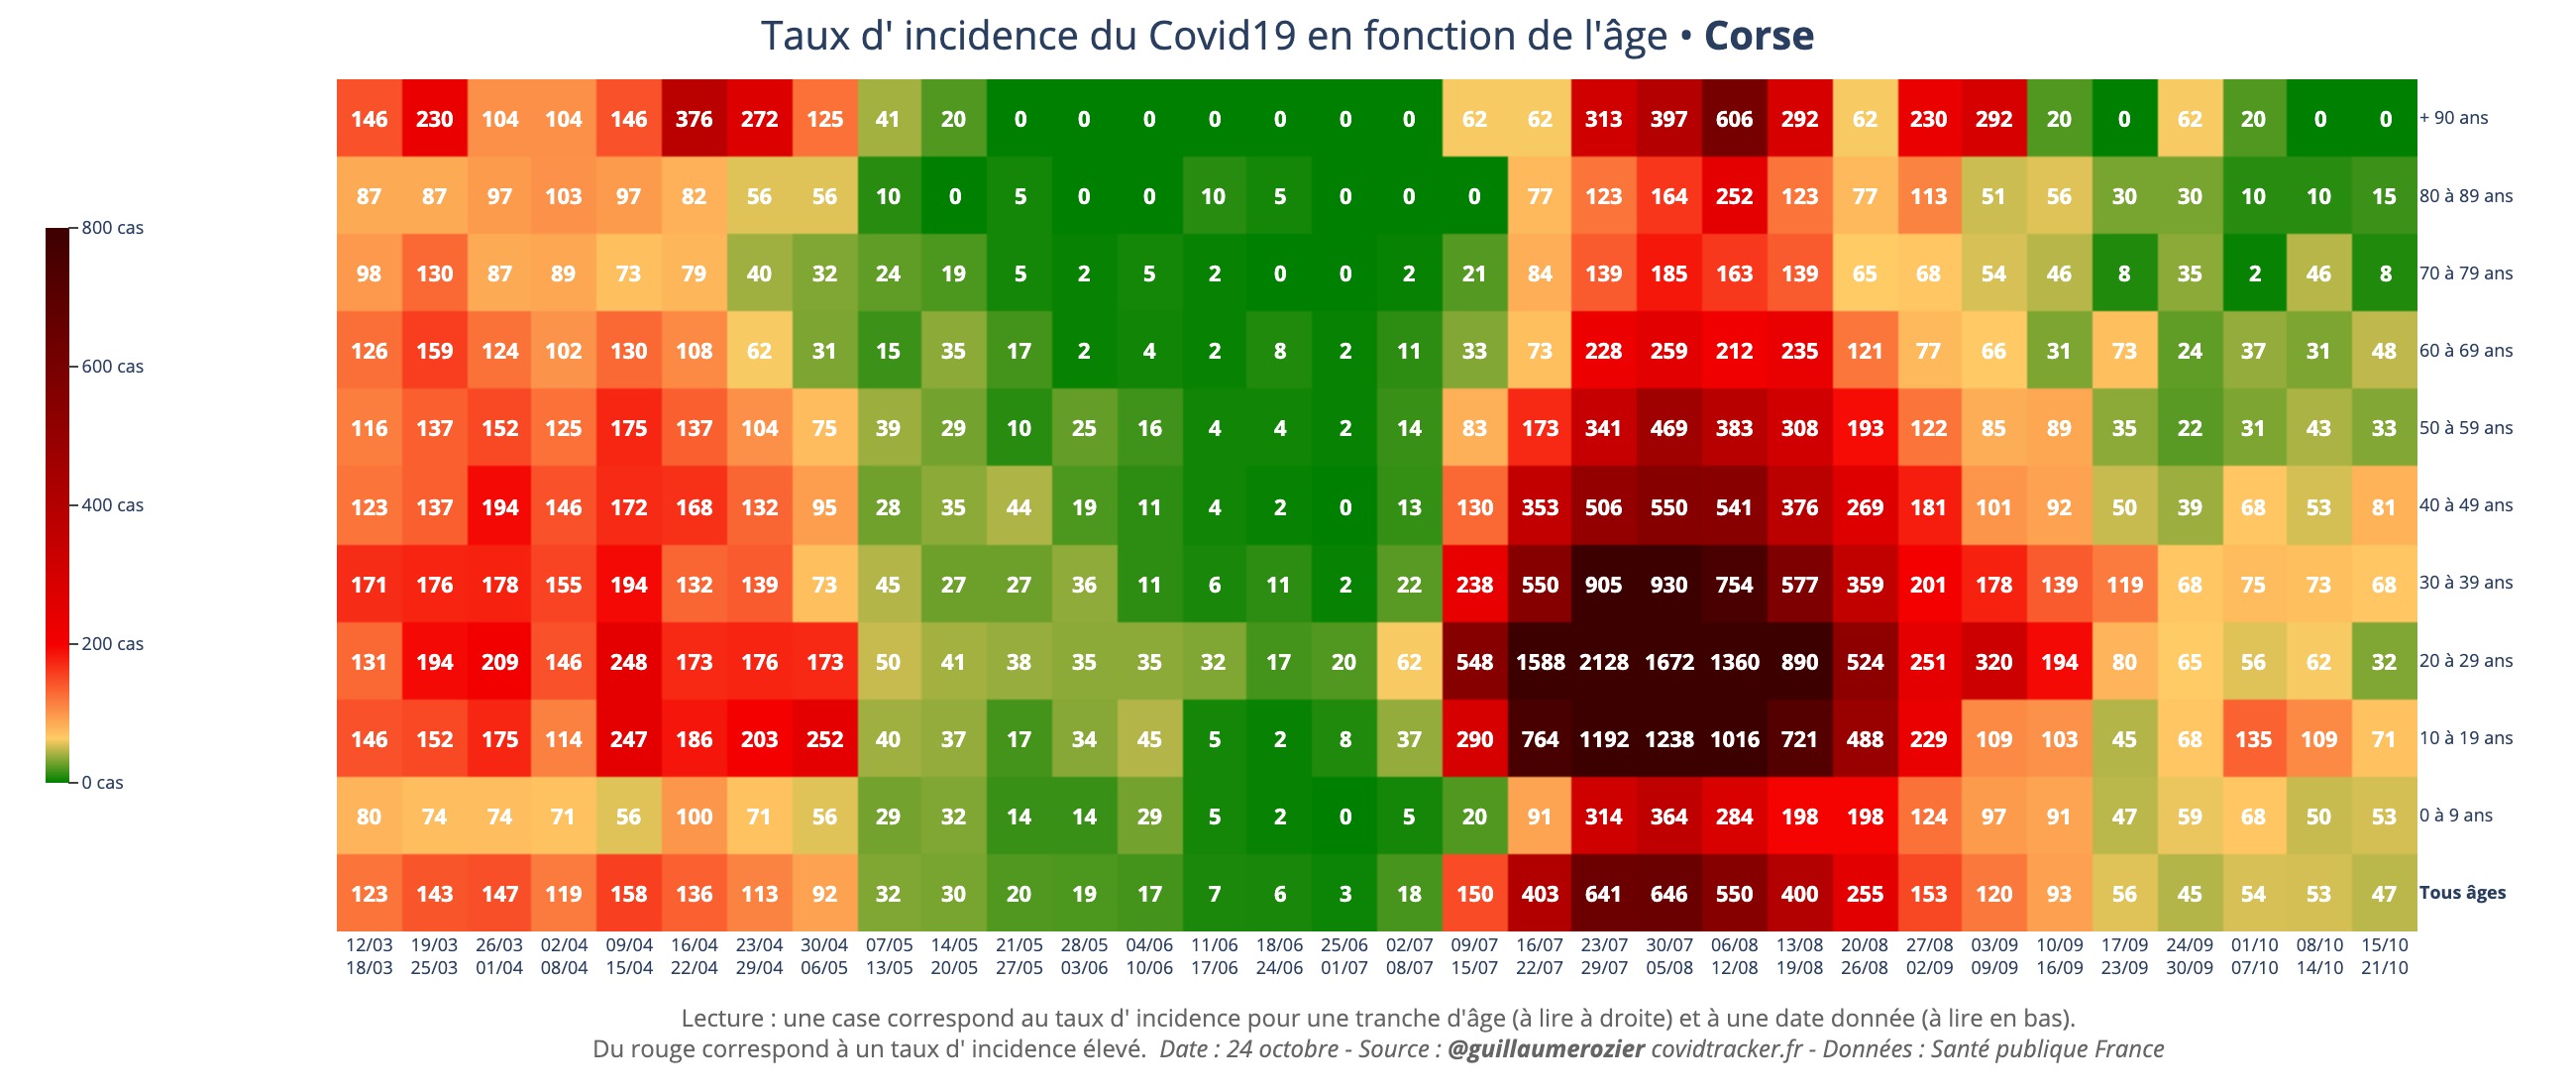 Taux d' incidence du Covid19 en fonction de l'âge • Corse
146 230 104 104 146 376 272 125 41 20 0 0 0 0 0 0 0 62 62 313 397 606 292 62 230 292 20 0 62 20 0 0 + 90 ans
87 87 97 103 97 82 56 56 10 0 5 0 0 10 5 0 0 0 77 123 164 252 123 77 113 51 56 30 30 10 10 15 80 à 89 ans
800 cas
98 130 87 89 73 79 40 32 24 19 5 2 5 2 0 0 2 21 84 139 185 163 139 65 68 54 46 8 35 2 46 8 70 à 79 ans
126 159 124 102 130 108 62 31 15 35 17 2 4 2 8 2 11 33 73 228 259 212 235 121 77 66 31 73 24 37 31 48 60 à 69 ans
600 cas
116 137 152 125 175 137 104 75 39 29 10 25 16 4 4 2 14 83 173 341 469 383 308 193 122 85 89 35 22 31 43 33 50 à 59 ans
400 cas
123 137 194 146 172 168 132 95 28 35 44 19 11 4 2 0 13 130 353 506 550 541 376 269 181 101 92 50 39 68 53 81 40 à 49 ans
171 176 178 155 194 132 139 73 45 27 27 36 11 6 11 2 22 238 550 905 930 754 577 359 201 178 139 119 68 75 73 68 30 à 39 ans
200 cas
131 194 209 146 248 173 176 173 50 41 38 35 35 32 17 20 62 548 1588 2128 1672 1360 890 524 251 320 194 80 65 56 62 32 20 à 29 ans
146 152 175 114 247 186 203 252 40 37 17 34 45 5 2 8 37 290 764 1192 1238 1016 721 488 229 109 103 45 68 135 109 71 10 à 19 ans
0 cas
80 74 74 71 56 100 71 56 29 32 14 14 29 5 2 0 5 20 91 314 364 284 198 198 124 97 91 47 59 68 50 53 0 à 9 ans
123 143 147 119 158 136 113 92 32 30 20 19 17 7 6 3 18 150 403 641 646 550 400 255 153 120 93 56 45 54 53 47 Tous âges
12/03 19/03 26/03 02/04 09/04 16/04 23/04 30/04 07/05 14/05 21/05 28/05 04/06 11/06 18/06 25/06 02/07 09/07 16/07 23/07 30/07 06/08 13/08 20/08 27/08 03/09 10/09 17/09 24/09 01/10 08/10 15/10
18/03 25/03 01/04 08/04 15/04 22/04 29/04 06/05 13/05 20/05 27/05 03/06 10/06 17/06 24/06 01/07 08/07 15/07 22/07 29/07 05/08 12/08 19/08 26/08 02/09 09/09 16/09 23/09 30/09 07/10 14/10 21/10
Lecture : une case correspond au taux d' incidence pour une tranche d'âge (à lire à droite) et à une date donnée (à lire en bas).
Du rouge correspond à un taux d' incidence élevé. Date : 24 octobre - Source : @guillaumerozier covidtracker.fr - Données : Santé publique France